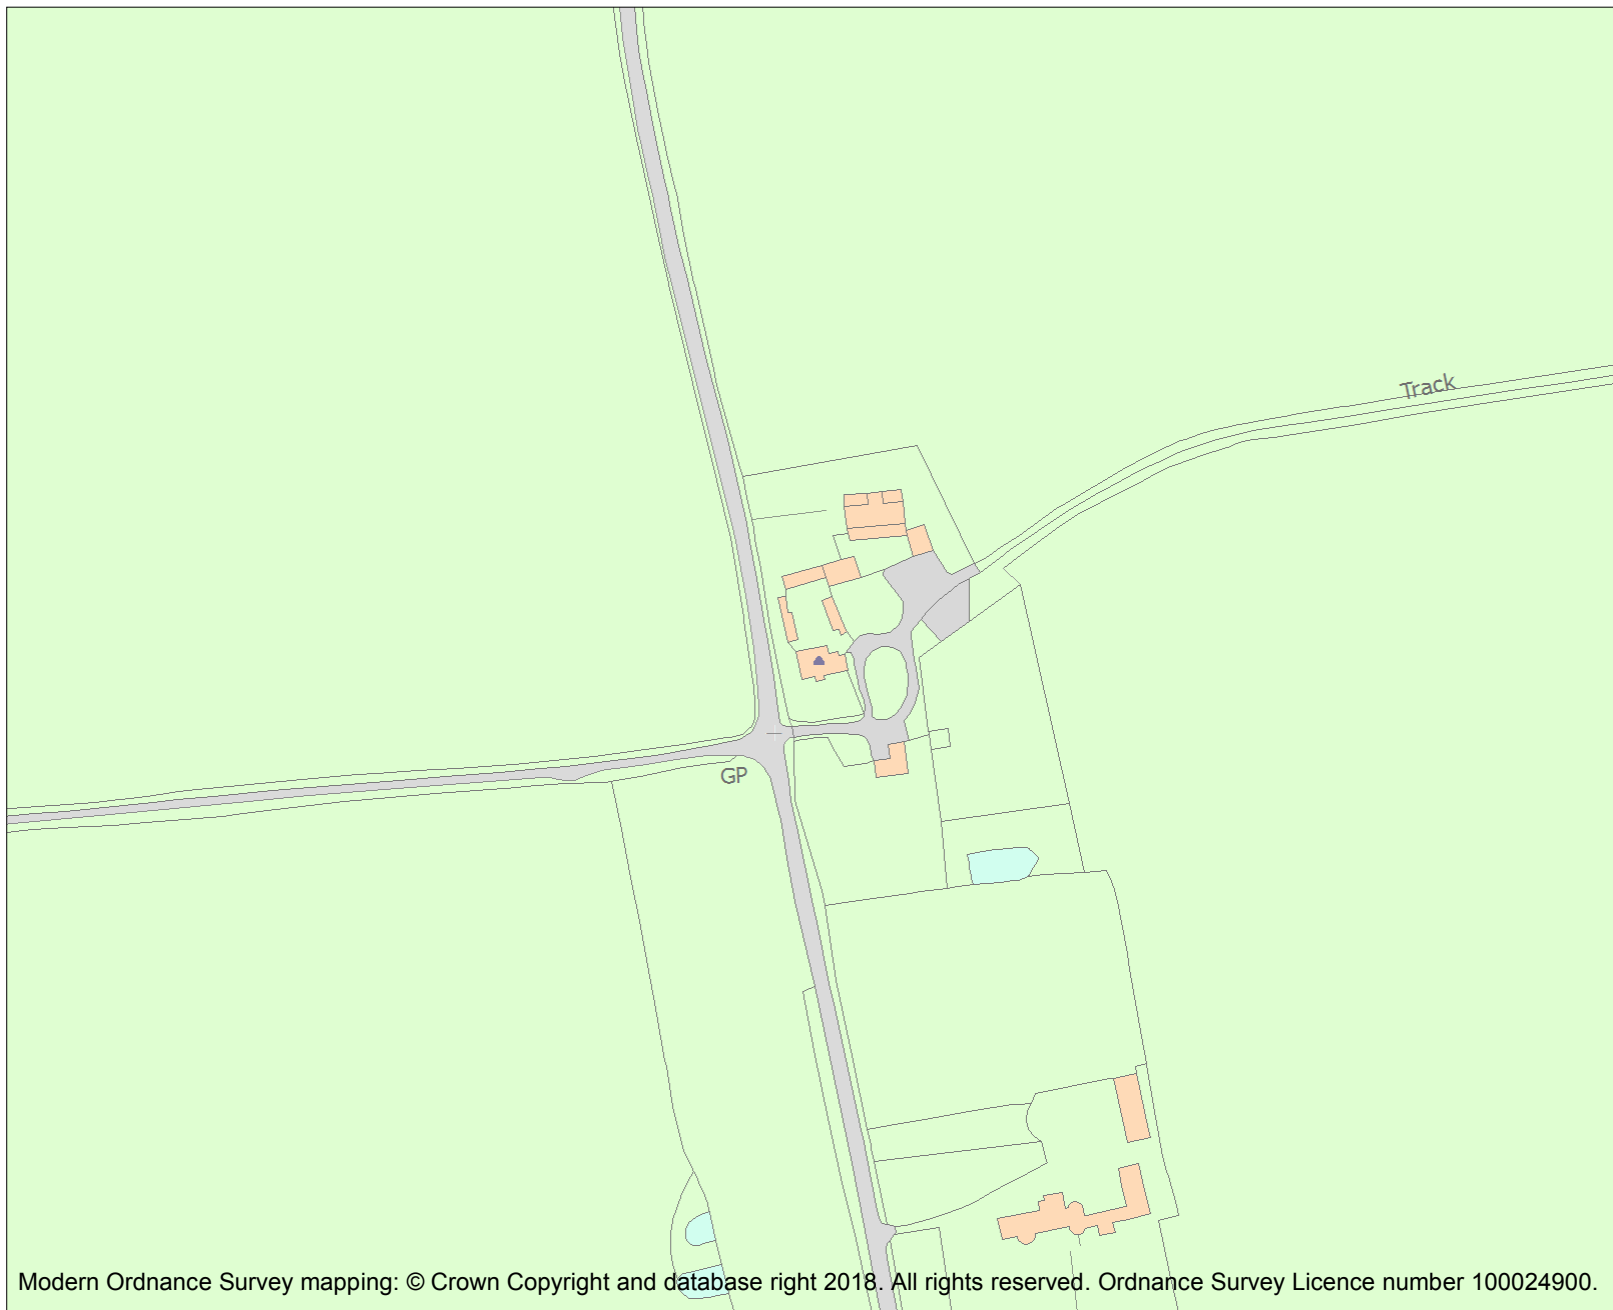 Track
GP
Modern Ordnance Survey mapping: © Crown Copyright and database right 2018. All rights reserved. Ordnance Survey Licence number 100024900.